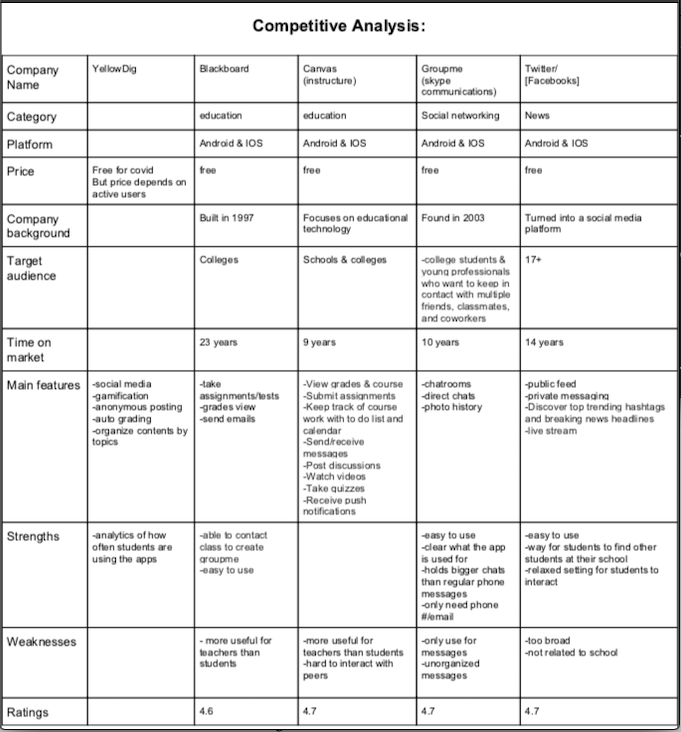 Competitive Analysis:
Company
Name
YellowDig
Blackboard
Canvas
(instructure)
Groupme
(skype
communications)
Twitter/
[Facebooks]
Category
education
education
Social networking
News
Platform
Android & IOS
Android & IOS
Android & IOS
Android & IOS
Price
Free for covid
But price depends on
active users
free
free
free
free
Company
background
Built in 1997
Focuses on educational
technology
Found in 2003
Turned into a social media
platform
Target
audience
Colleges
Schools & colleges
-college students &
young professionals
who want to keep in
contact with multiple
friends, classmates,
and coworkers
17+
Time on
market
23 years
9 years
10 years
14 years
Main features
-social media
-gamification
-anonymous posting
-auto grading
-organize contents by
topics
-take
assignments/tests
-grades view
-send emails
-View grades & course
-Submit assignments
-Keep track of course
work with to do list and
calendar
-Send/receive
messages
-Post discussions
-Watch videos
-Take quizzes
-Receive push
notifications
-chatrooms
-direct chats
-photo history
-public feed
-private messaging
-Discover top trending hashtags
and breaking news headlines
-live stream
Strengths
-analytics of how
often students are
using the apps
-able to contact
class to create
groupme
-easy to use
-easy to use
-clear what the app
is used for
-holds bigger chats
than regular phone
messages
-only need phone
#/email
-easy to use
-way for students to find other
students at their school
-relaxed setting for students to
interact
Weaknesses
- more useful for
teachers than
students
-more useful for
teachers than students
-hard to interact with
peers
-only use for
messages
-unorganized
messages
-too broad
-not related to school
Ratings
4.6
4.7
4.7
4.7